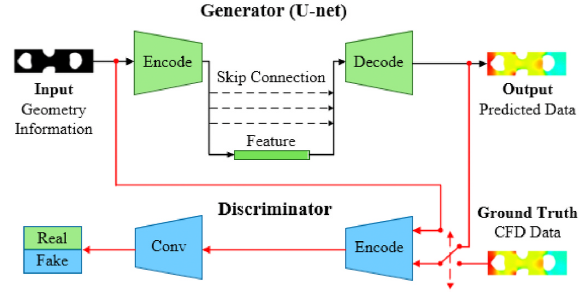 Generator (U-net)
Encode
Decode
Skip Connection
Feature
Input
Geometry
Information
Output
Predicted Data
Discriminator
Real
Fake
Conv
Encode
Ground Truth
CFD Data